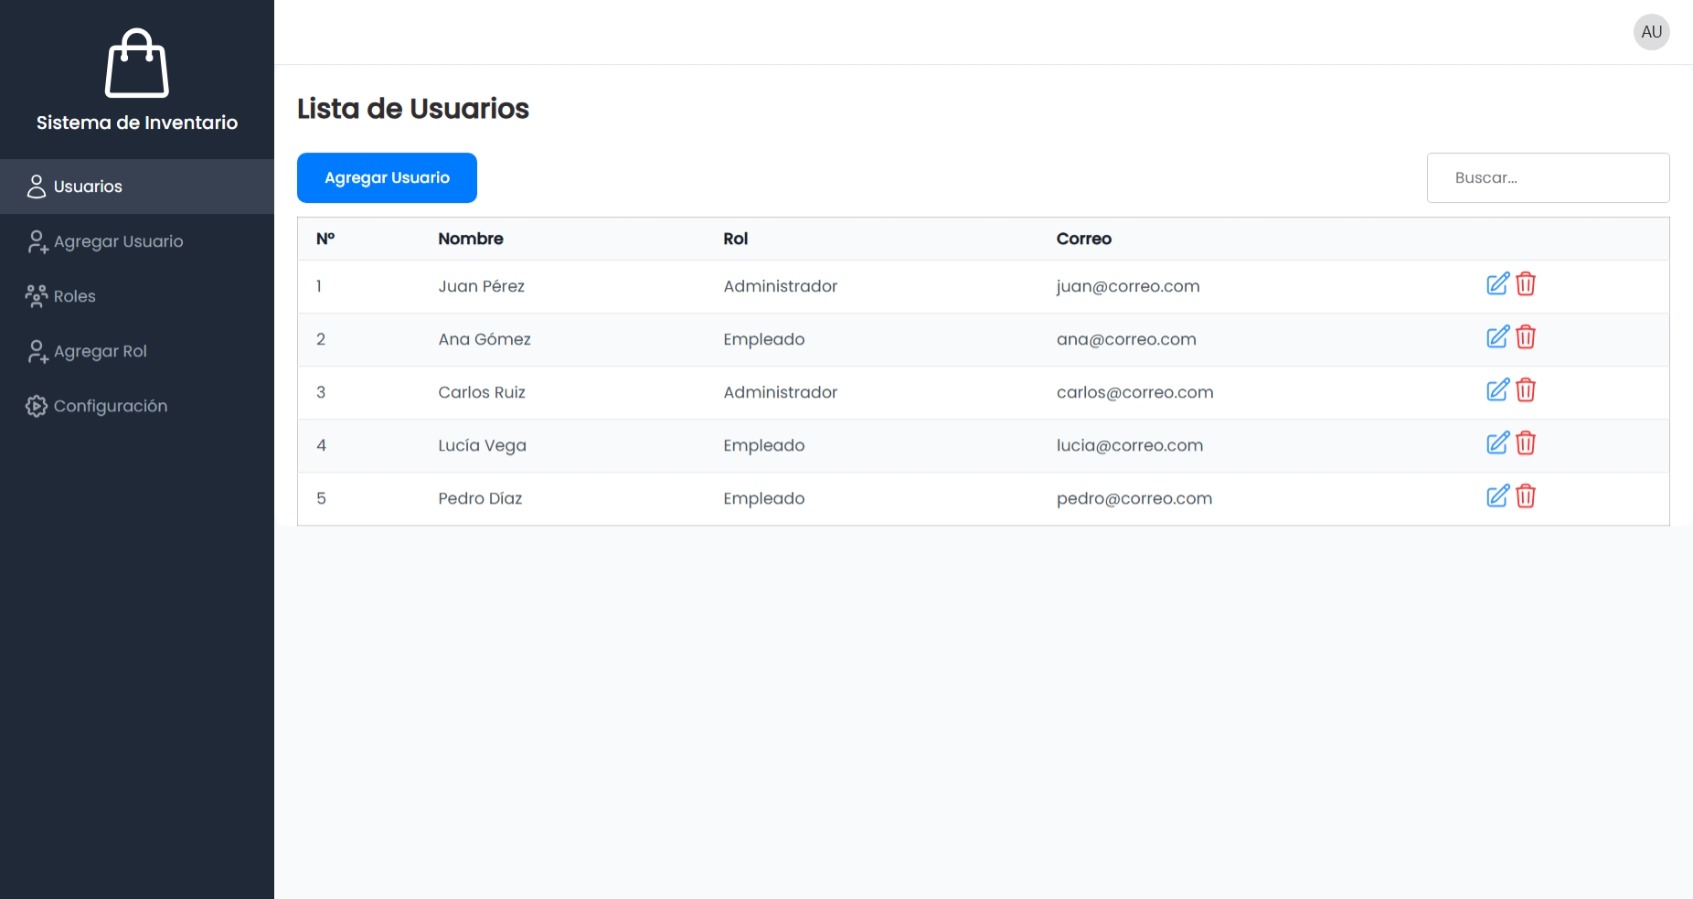 AU
Sistema de Inventario
Usuarios
Agregar Usuario
Roles
Agregar Rol
Configuración
Lista de Usuarios
Agregar Usuario
Buscar...
Nº Nombre Rol Correo
1 Juan Pérez Administrador juan@correo.com
2 Ana Gómez Empleado ana@correo.com
3 Carlos Ruiz Administrador carlos@correo.com
4 Lucía Vega Empleado lucia@correo.com
5 Pedro Díaz Empleado pedro@correo.com